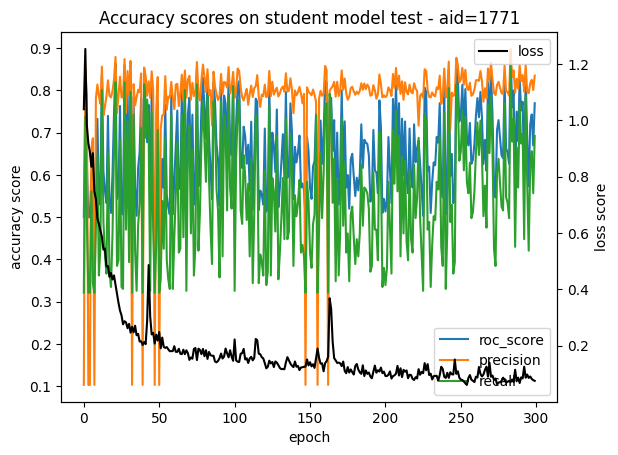 Accuracy scores on student model test - aid=1771
loss
0.9
0.8
0.7
0.6
0.5
0.4
0.3
0.2
0.1
accuracy score
1.2
1.0
0.8
0.6
0.4
0.2
loss score
roc_score
precision
recall
0
50
100
150
200
250
300
epoch